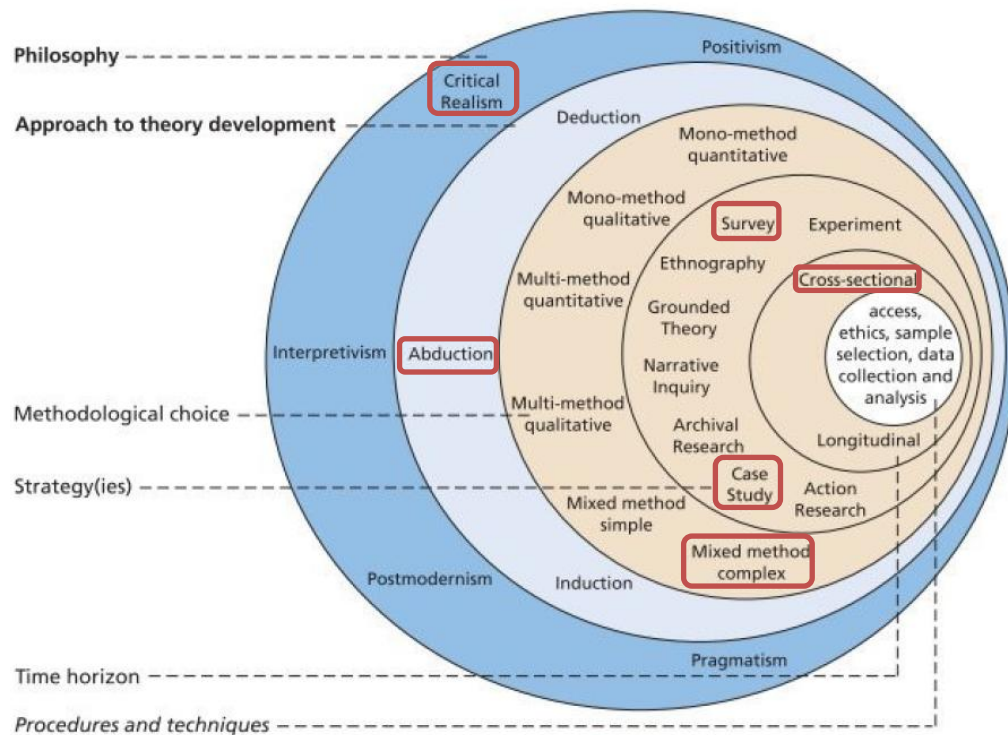 Philosophy
Positivism
Critical
Realism
Approach to theory development
Deduction
Mono-method
quantitative
Mono-method
qualitative
Survey
Experiment
Ethnography
Cross-sectional
Multi-method
quantitative
Grounded
Theory
access,
ethics, sample
selection, data
collection and
analysis
Interpretivism
Abduction
Narrative
Inquiry
Methodological choice
Multi-method
qualitative
Archival
Research
Longitudinal
Strategy(ies)
Case
Study
Action
Research
Mixed method
simple
Mixed method
complex
Postmodernism
Induction
Pragmatism
Time horizon
Procedures and techniques